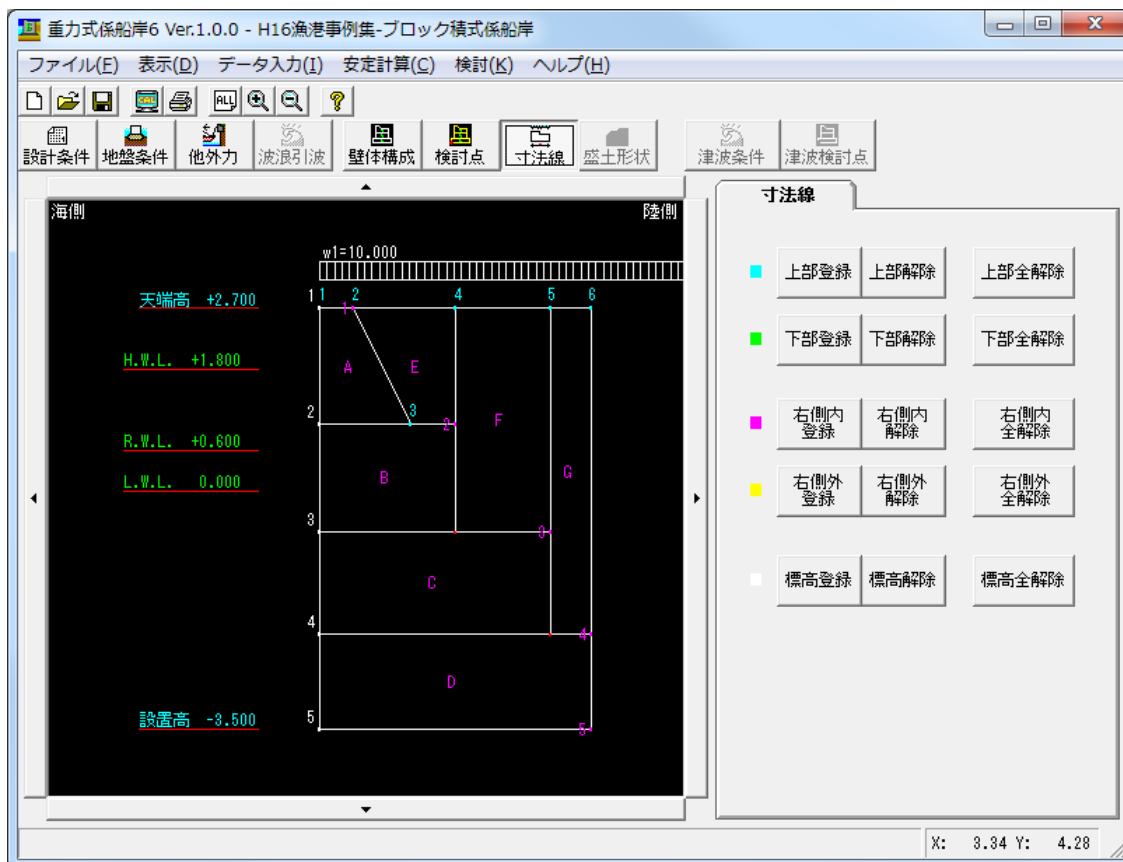 重力式係船岸6 Ver.1.0.0 - H16漁港事例集-ブロック積式係船岸
ファイル(F) 表示(D) データ入力(I) 安定計算(C) 検討(K) ヘルプ(H)
CAL ALL ?
設計条件 地盤条件 他外力 波浪引波 壁体構成 検討点 寸法線 盛土形状 津波条件 津波検討点
海側 陸側
w1=10.000
天端高 +2.700
1 1 2 4 5 6
1
H.W.L. +1.800
A E
2 3 2 F
R.W.L. +0.600
B G
L.W.L. 0.000
3 3
C
4 4
D
設置高 -3.500
5 5
寸法線
上部登録 上部解除 上部全解除
下部登録 下部解除 下部全解除
右側内 右側内 右側内
登録 解除 全解除
右側外 右側外 右側外
登録 解除 全解除
標高登録 標高解除 標高全解除
X: 3.34 Y: 4.28